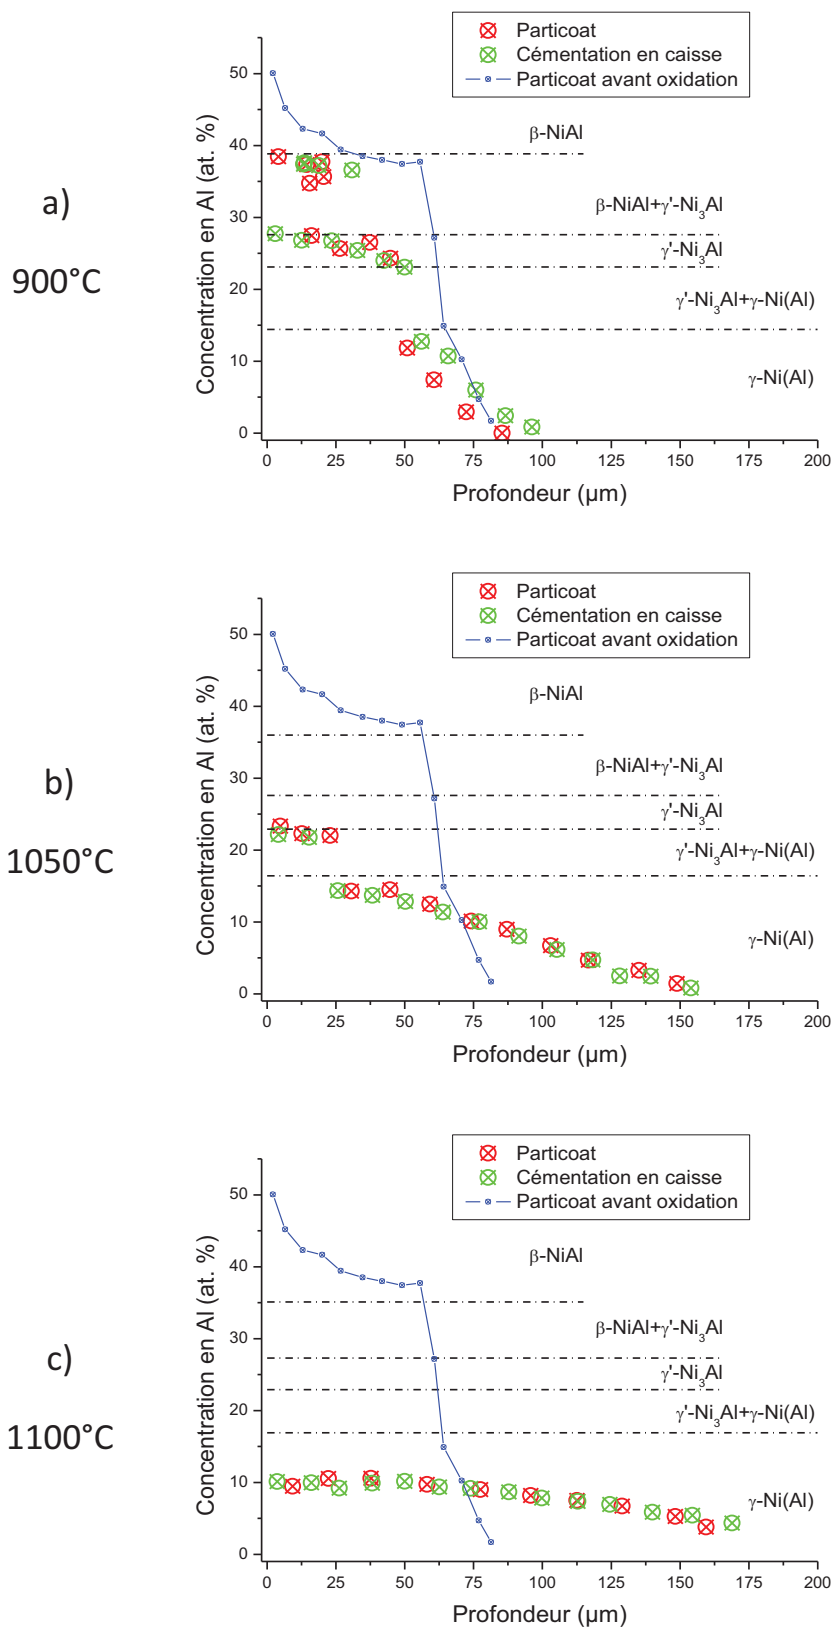 a)
900°C
Particoat
Cémentation en caisse
Particoat avant oxidation
β-NiAl
β-NiAl+γ'-Ni3Al
γ'-Ni3Al
γ'-Ni3Al+γ-Ni(Al)
γ-Ni(Al)
Concentration en Al (at. %)
50
40
30
20
10
0
0 25 50 75 100 125 150 175 200
Profondeur (µm)
b)
1050°C
Particoat
Cémentation en caisse
Particoat avant oxidation
β-NiAl
β-NiAl+γ'-Ni3Al
γ'-Ni3Al
γ'-Ni3Al+γ-Ni(Al)
γ-Ni(Al)
Concentration en Al (at. %)
50
40
30
20
10
0
0 25 50 75 100 125 150 175 200
Profondeur (µm)
c)
1100°C
Particoat
Cémentation en caisse
Particoat avant oxidation
β-NiAl
β-NiAl+γ'-Ni3Al
γ'-Ni3Al
γ'-Ni3Al+γ-Ni(Al)
γ-Ni(Al)
Concentration en Al (at. %)
50
40
30
20
10
0
0 25 50 75 100 125 150 175 200
Profondeur (µm)